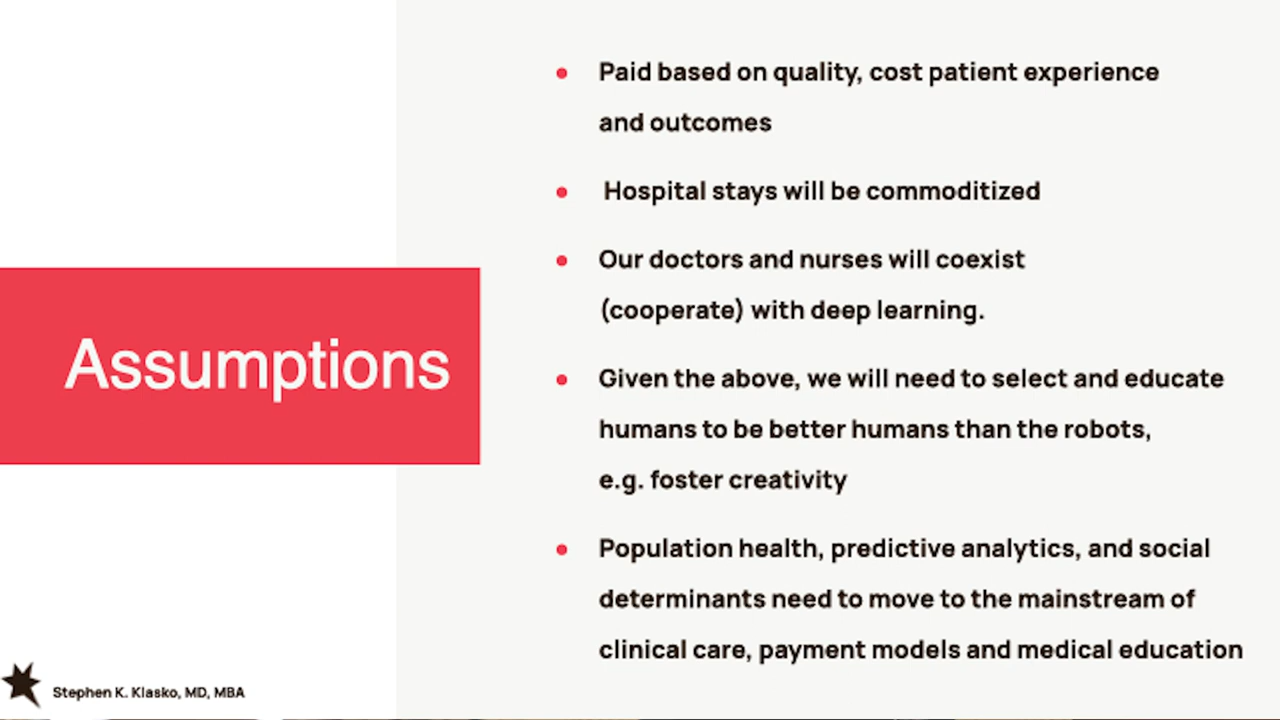 Assumptions
Paid based on quality, cost patient experience
and outcomes
Hospital stays will be commoditized
Our doctors and nurses will coexist
(cooperate) with deep learning.
Given the above, we will need to select and educate
humans to be better humans than the robots,
e.g. foster creativity
Population health, predictive analytics, and social
determinants need to move to the mainstream of
clinical care, payment models and medical education
Stephen K. Klasko, MD, MBA